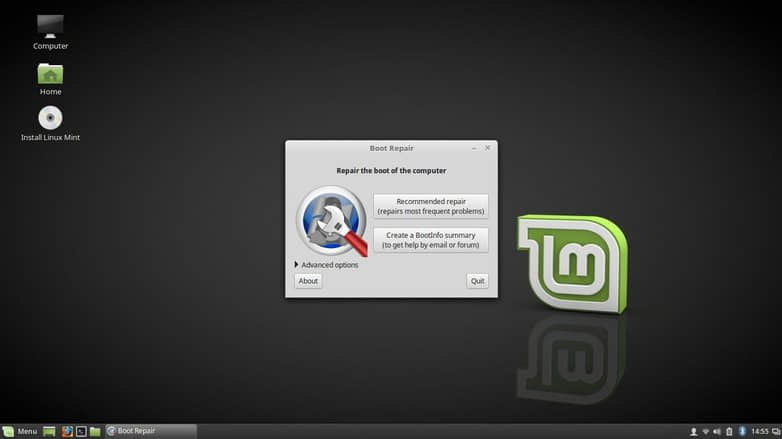 Computer
Home
Install Linux Mint
Boot Repair
Repair the boot of the computer
Recommended repair
(repairs most frequent problems)
Create a BootInfo summary
(to get help by email or forum)
Advanced options
About
Quit
lm
Menu
Boot Repair
14:55